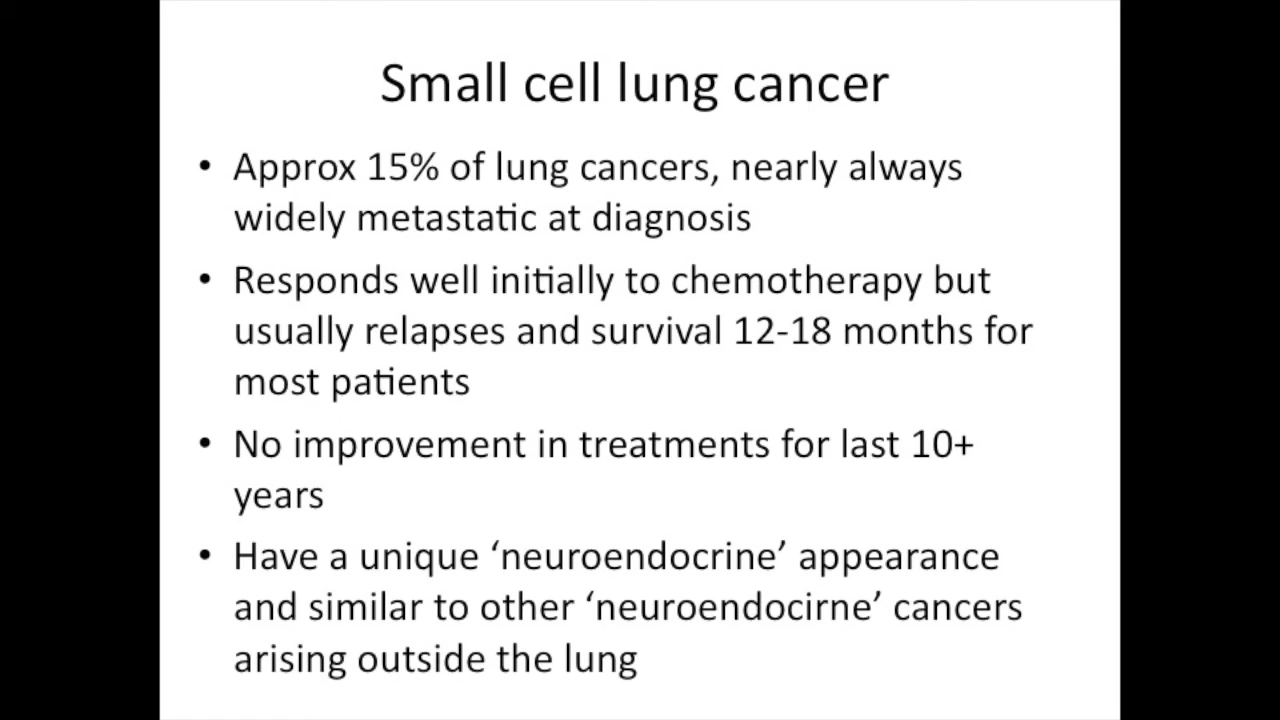 Small cell lung cancer
• Approx 15% of lung cancers, nearly always
widely metastatic at diagnosis
• Responds well initially to chemotherapy but
usually relapses and survival 12-18 months for
most patients
• No improvement in treatments for last 10+
years
• Have a unique ‘neuroendocrine’ appearance
and similar to other ‘neuroendocirne’ cancers
arising outside the lung